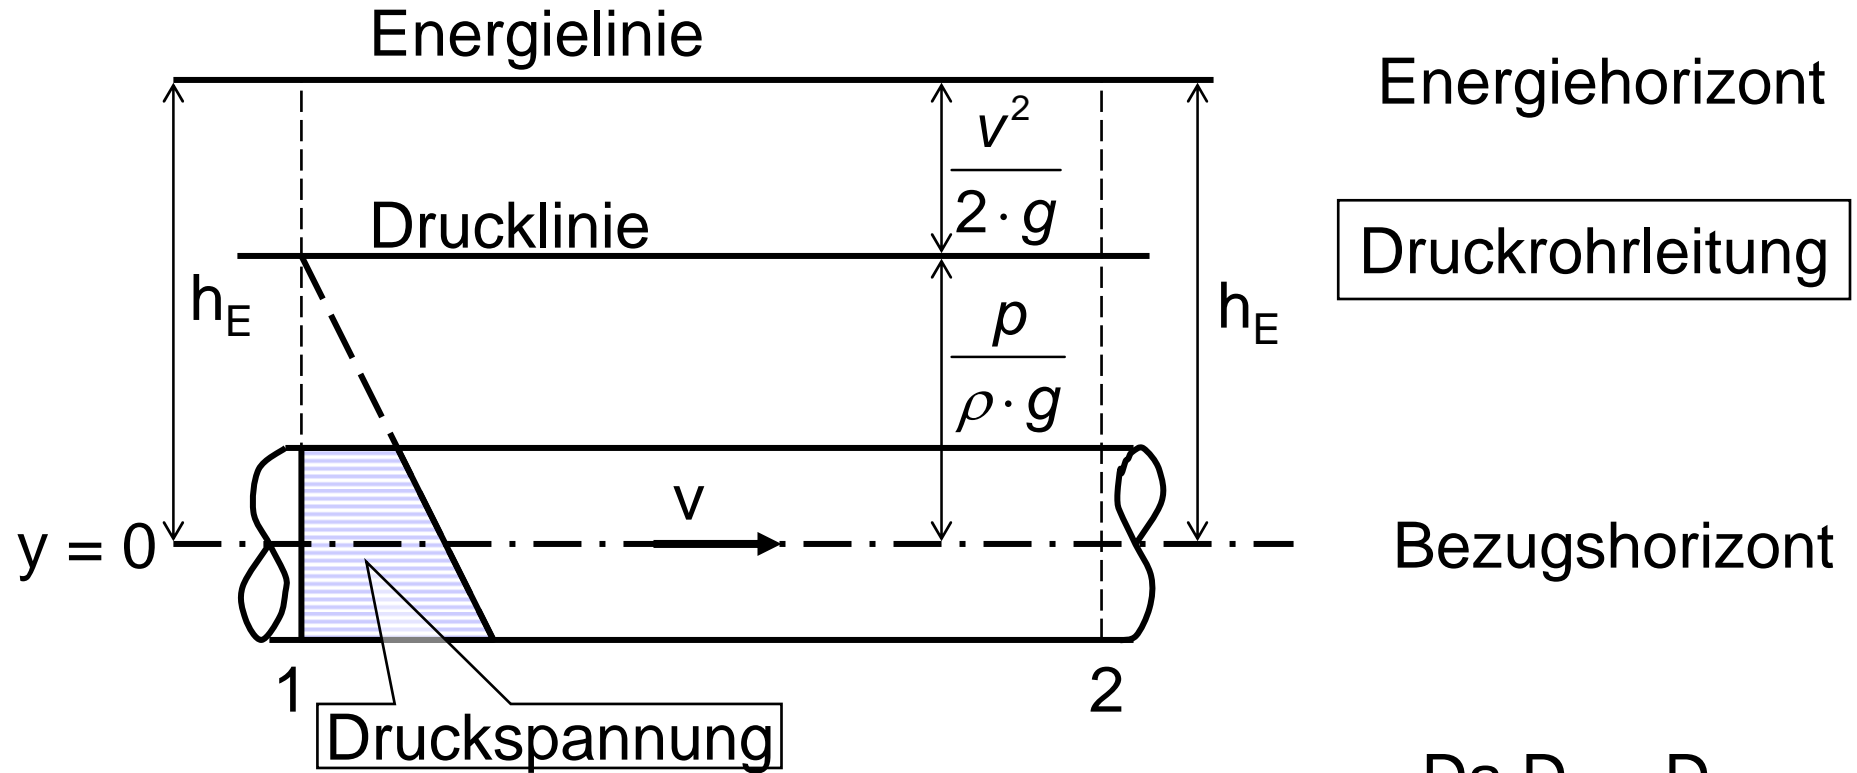 Energielinie
Energiehorizont
v²
2 · g
Drucklinie
Druckrohrleitung
h_E
p
ρ · g
h_E
v
y = 0
Bezugshorizont
1
2
Druckspannung